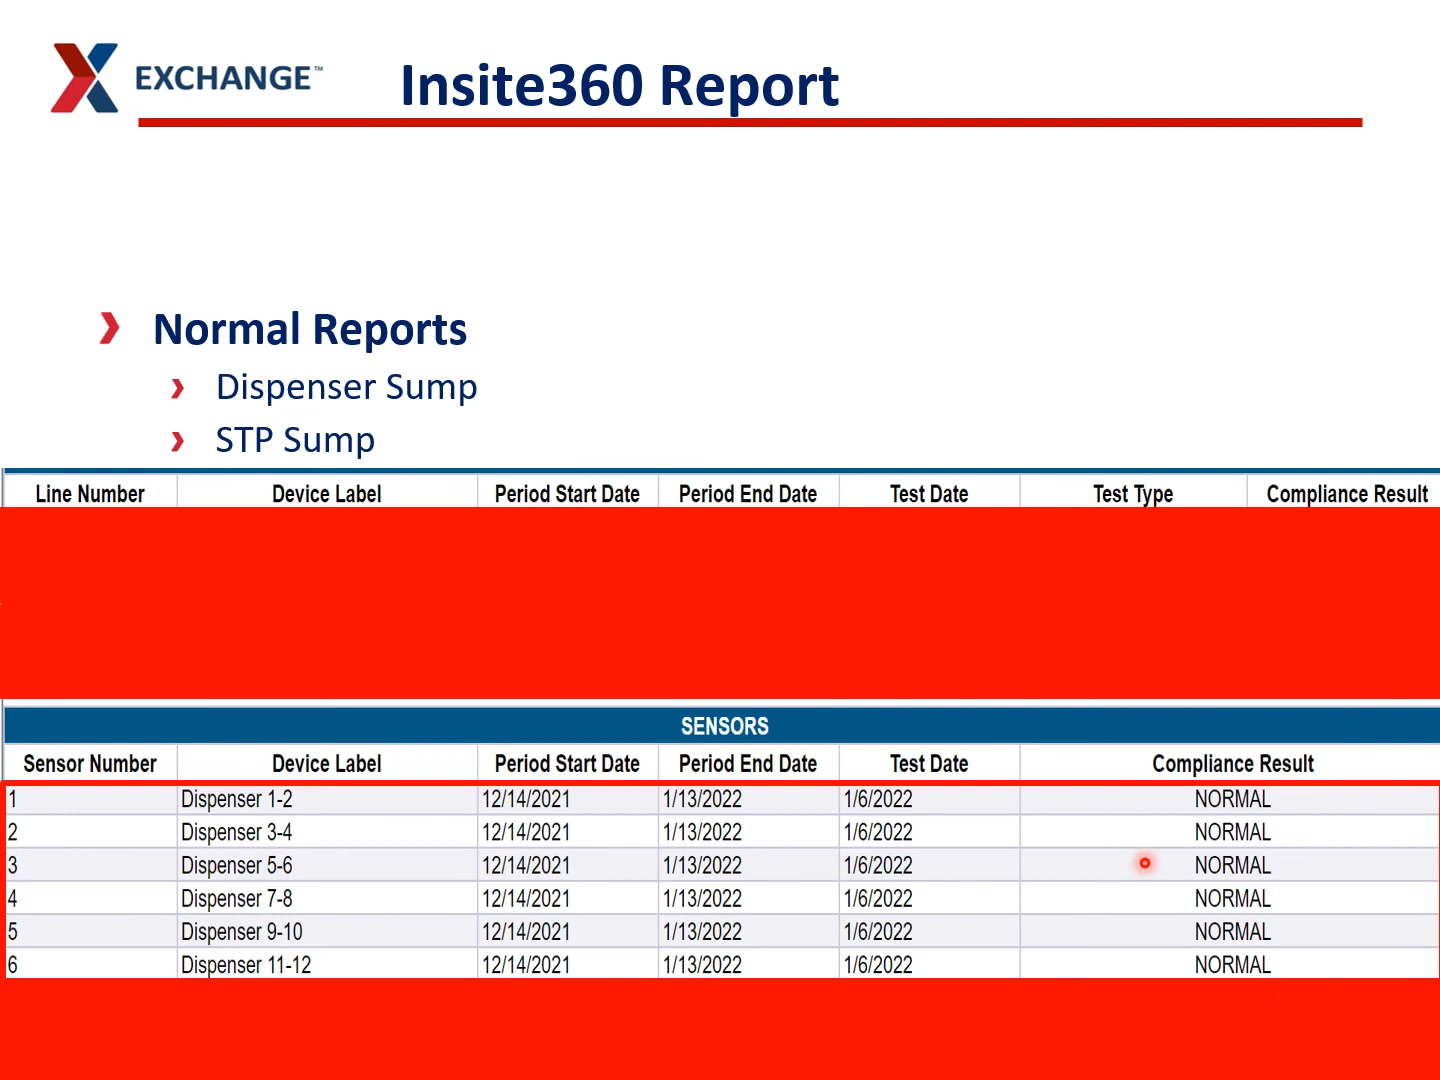 EXCHANGE™
Insite360 Report
Normal Reports
Dispenser Sump
STP Sump
Line Number Device Label Period Start Date Period End Date Test Date Test Type Compliance Result
SENSORS
Sensor Number Device Label Period Start Date Period End Date Test Date Compliance Result
1 Dispenser 1-2 12/14/2021 1/13/2022 1/6/2022 NORMAL
2 Dispenser 3-4 12/14/2021 1/13/2022 1/6/2022 NORMAL
3 Dispenser 5-6 12/14/2021 1/13/2022 1/6/2022 NORMAL
4 Dispenser 7-8 12/14/2021 1/13/2022 1/6/2022 NORMAL
5 Dispenser 9-10 12/14/2021 1/13/2022 1/6/2022 NORMAL
6 Dispenser 11-12 12/14/2021 1/13/2022 1/6/2022 NORMAL